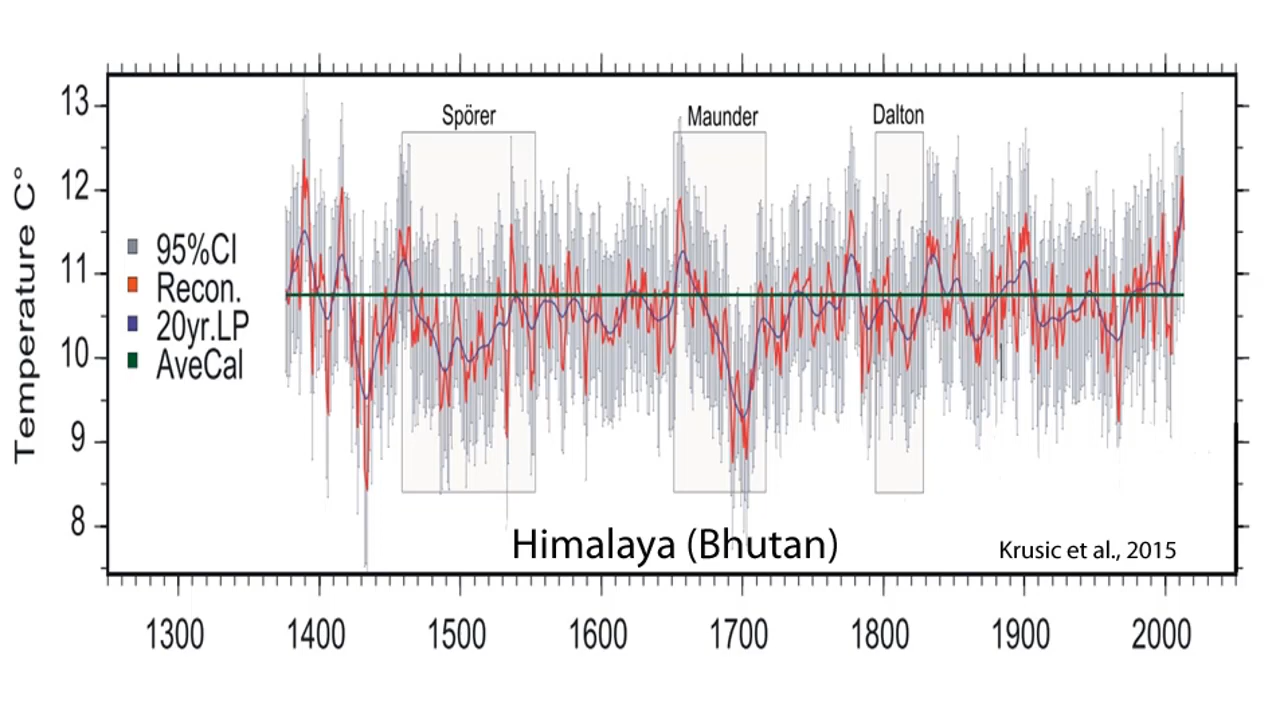 Temperature C°
13
12
11
10
9
8
Spörer
Maunder
Dalton
95%CI
Recon.
20yr.LP
AveCal
Himalaya (Bhutan)
Krusic et al., 2015
1300 1400 1500 1600 1700 1800 1900 2000